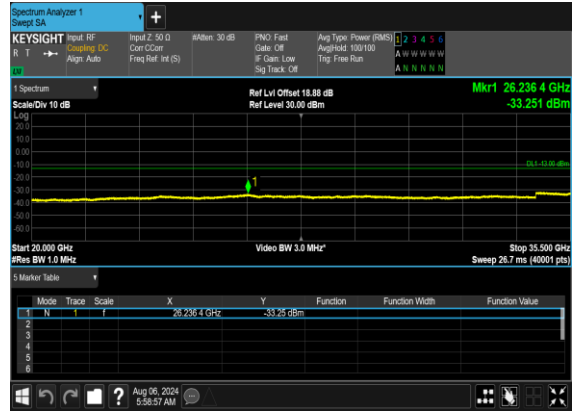 Spectrum Analyzer 1
Swept SA
+
KEYSIGHT Input: RF Input Z: 50 Ω #Atten: 30 dB PNO: Fast Avg Type: Power (RMS) 1 2 3 4 5 6
R T Coupling: DC Corr CCorr Gate: Off Avg|Hold: 100/100 A W W W W W
Align: Auto Freq Ref: Int (S) IF Gain: Low Trig: Free Run
Sig Track: Off A N N N N N
1 Spectrum Ref Lvl Offset 18.88 dB Mkr1 26.236 4 GHz
Scale/Div 10 dB Ref Level 30.00 dBm -33.251 dBm
Log
20.0
10.0
0.00
-10.0 DL1 -13.00 dBm
-20.0
-30.0 1
-40.0
-50.0
-60.0
Start 20.000 GHz Video BW 3.0 MHz* Stop 35.500 GHz
#Res BW 1.0 MHz Sweep 26.7 ms (40001 pts)
5 Marker Table
Mode Trace Scale X Y Function Function Width Function Value
1 N 1 f 26.236 4 GHz -33.25 dBm
2
3
4
5
6
? Aug 06, 2024
5:58:57 AM